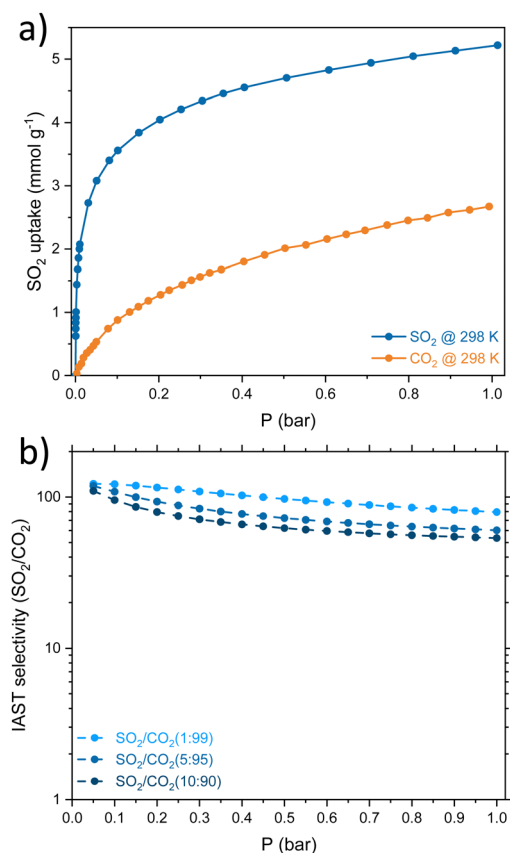 a)
SO₂ uptake (mmol g⁻¹)
5
4
3
2
1
0
SO₂ @ 298 K
CO₂ @ 298 K
0.0 0.2 0.4 0.6 0.8 1.0
P (bar)
b)
IAST selectivity (SO₂/CO₂)
100
10
1
SO₂/CO₂(1:99)
SO₂/CO₂(5:95)
SO₂/CO₂(10:90)
0.0 0.1 0.2 0.3 0.4 0.5 0.6 0.7 0.8 0.9 1.0
P (bar)